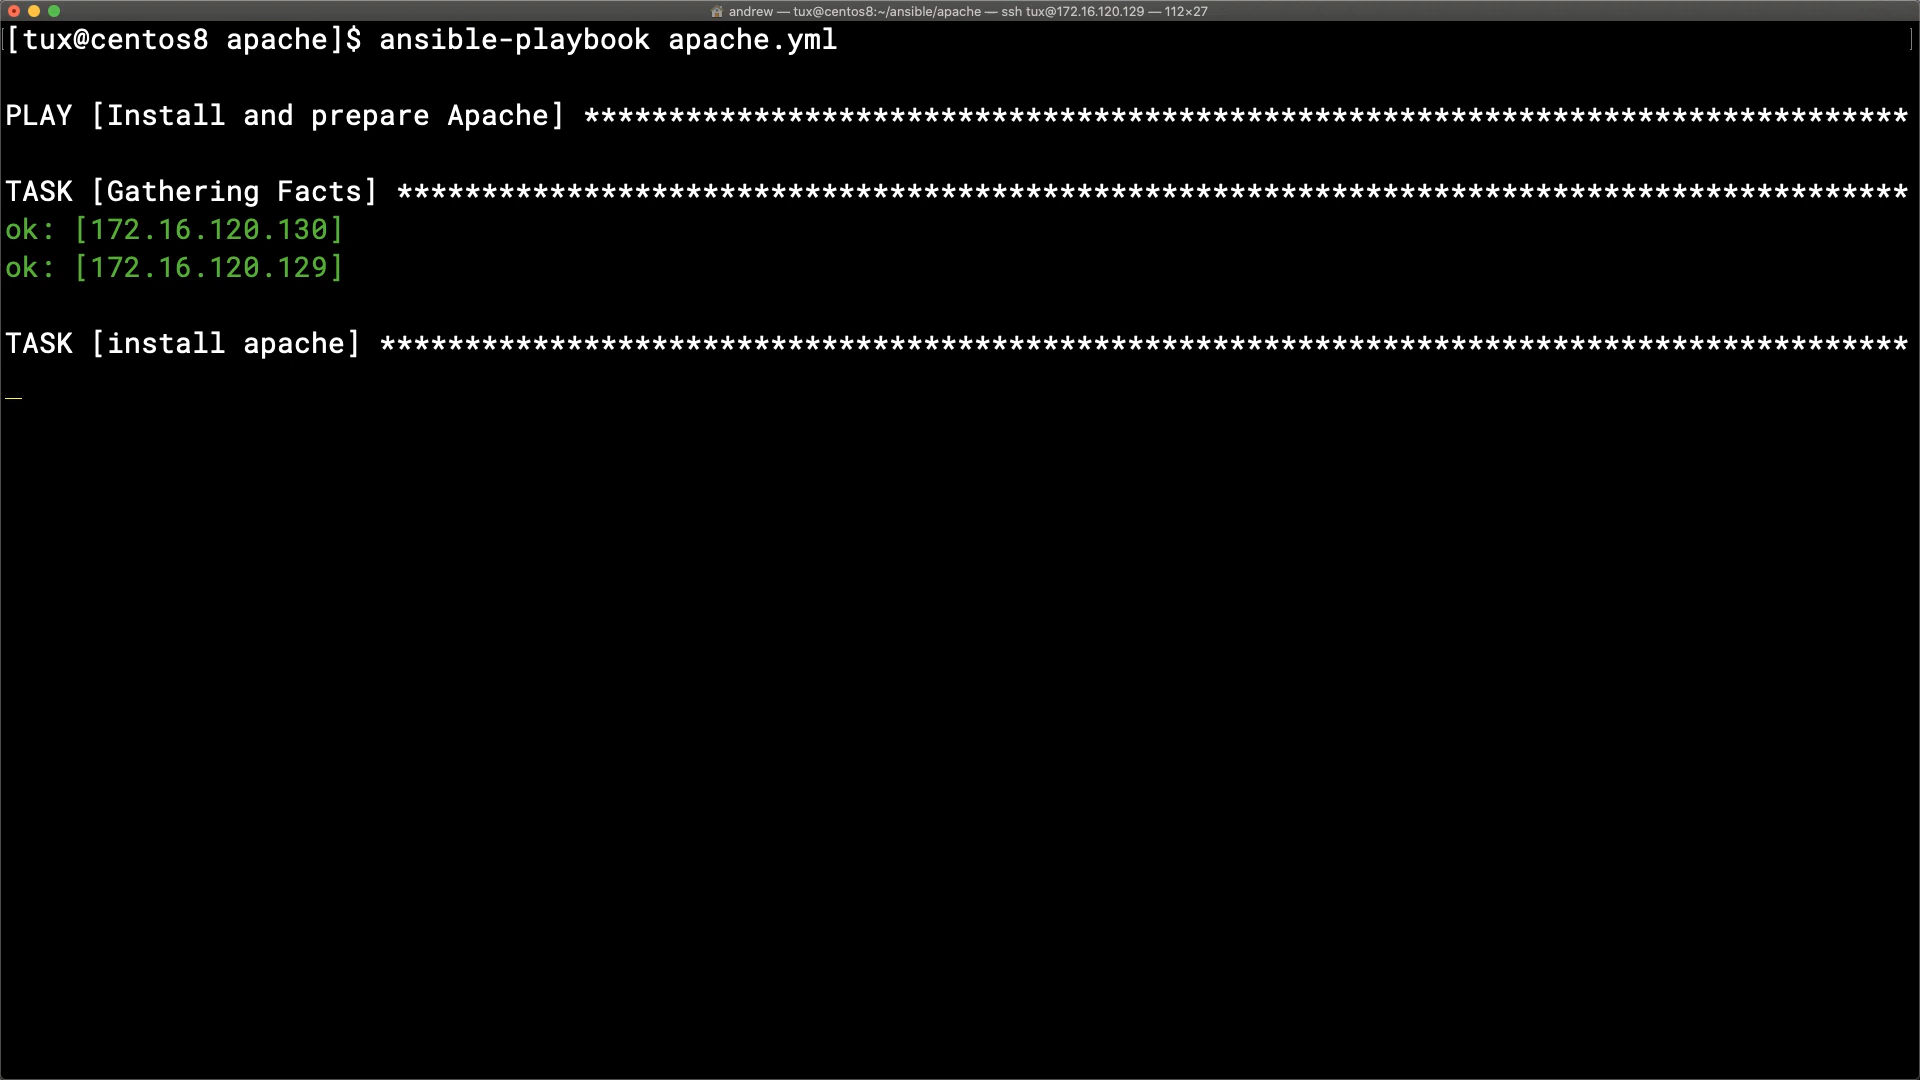 andrew — tux@centos8:~/ansible/apache — ssh tux@172.16.120.129 — 112×27
[tux@centos8 apache]$ ansible-playbook apache.yml
PLAY [Install and prepare Apache] ******************************************************************************
TASK [Gathering Facts] *****************************************************************************************
ok: [172.16.120.130]
ok: [172.16.120.129]
TASK [install apache] ******************************************************************************************